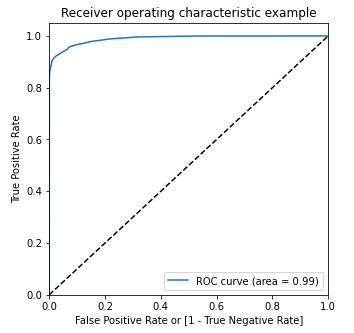 Receiver operating characteristic example
True Positive Rate
1.0
0.8
0.6
0.4
0.2
0.0
ROC curve (area = 0.99)
0.0 0.2 0.4 0.6 0.8 1.0
False Positive Rate or [1 - True Negative Rate]